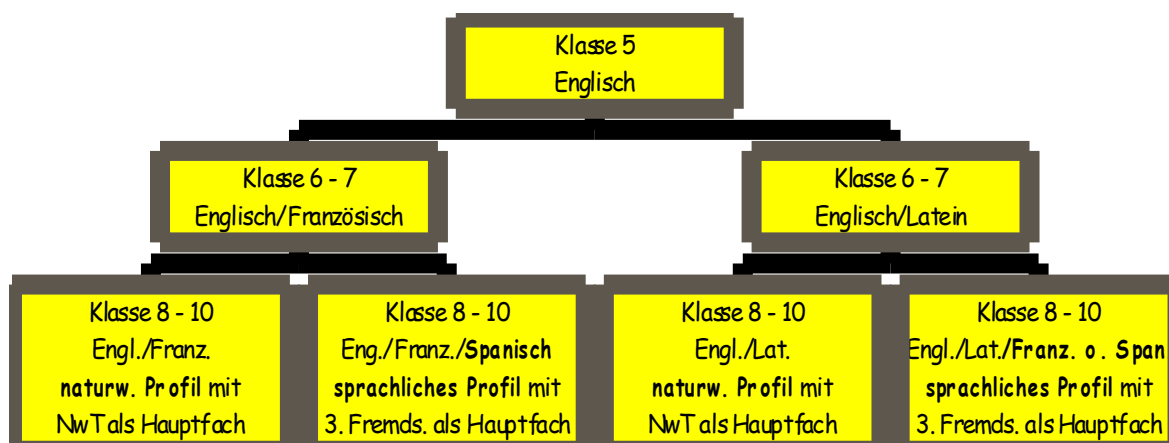 Klasse 5
Englisch
Klasse 6 - 7
Englisch/Französisch
Klasse 6 - 7
Englisch/Latein
Klasse 8 - 10
Engl./Franz.
naturw. Profil mit
NwT als Hauptfach
Klasse 8 - 10
Eng./Franz./Spanisch
sprachliches Profil mit
3. Fremds. als Hauptfach
Klasse 8 - 10
Engl./Lat.
naturw. Profil mit
NwT als Hauptfach
Klasse 8 - 10
Engl./Lat./Franz. o. Span
sprachliches Profil mit
3. Fremds. als Hauptfach